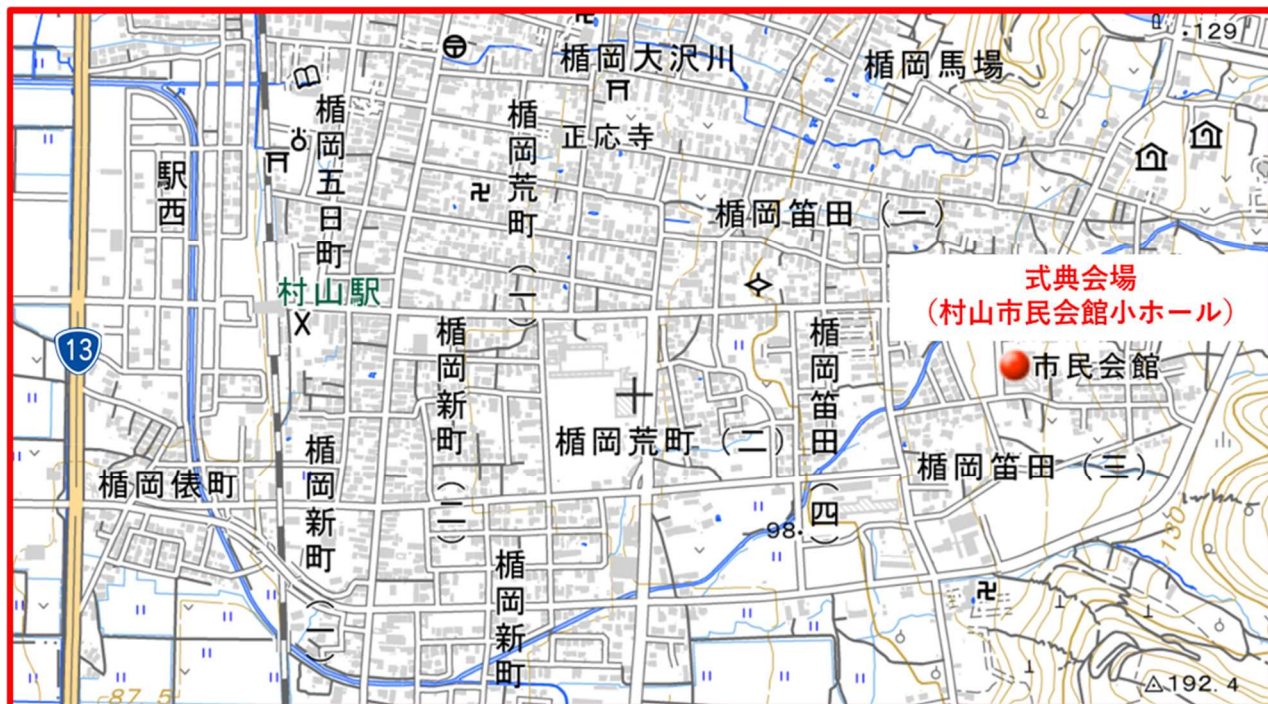 129
楯岡大沢川
楯岡馬場
楯岡五日町
楯岡荒町(一)
正応寺
駅西
楯岡笛田(一)
村山駅
式典会場
(村山市民会館小ホール)
13
楯岡新町(二)
楯岡笛田(四)
市民会館
楯岡荒町(二)
楯岡笛田(三)
楯岡俵町
楯岡新町(一)
98
130
楯岡新町
87.5
192.4